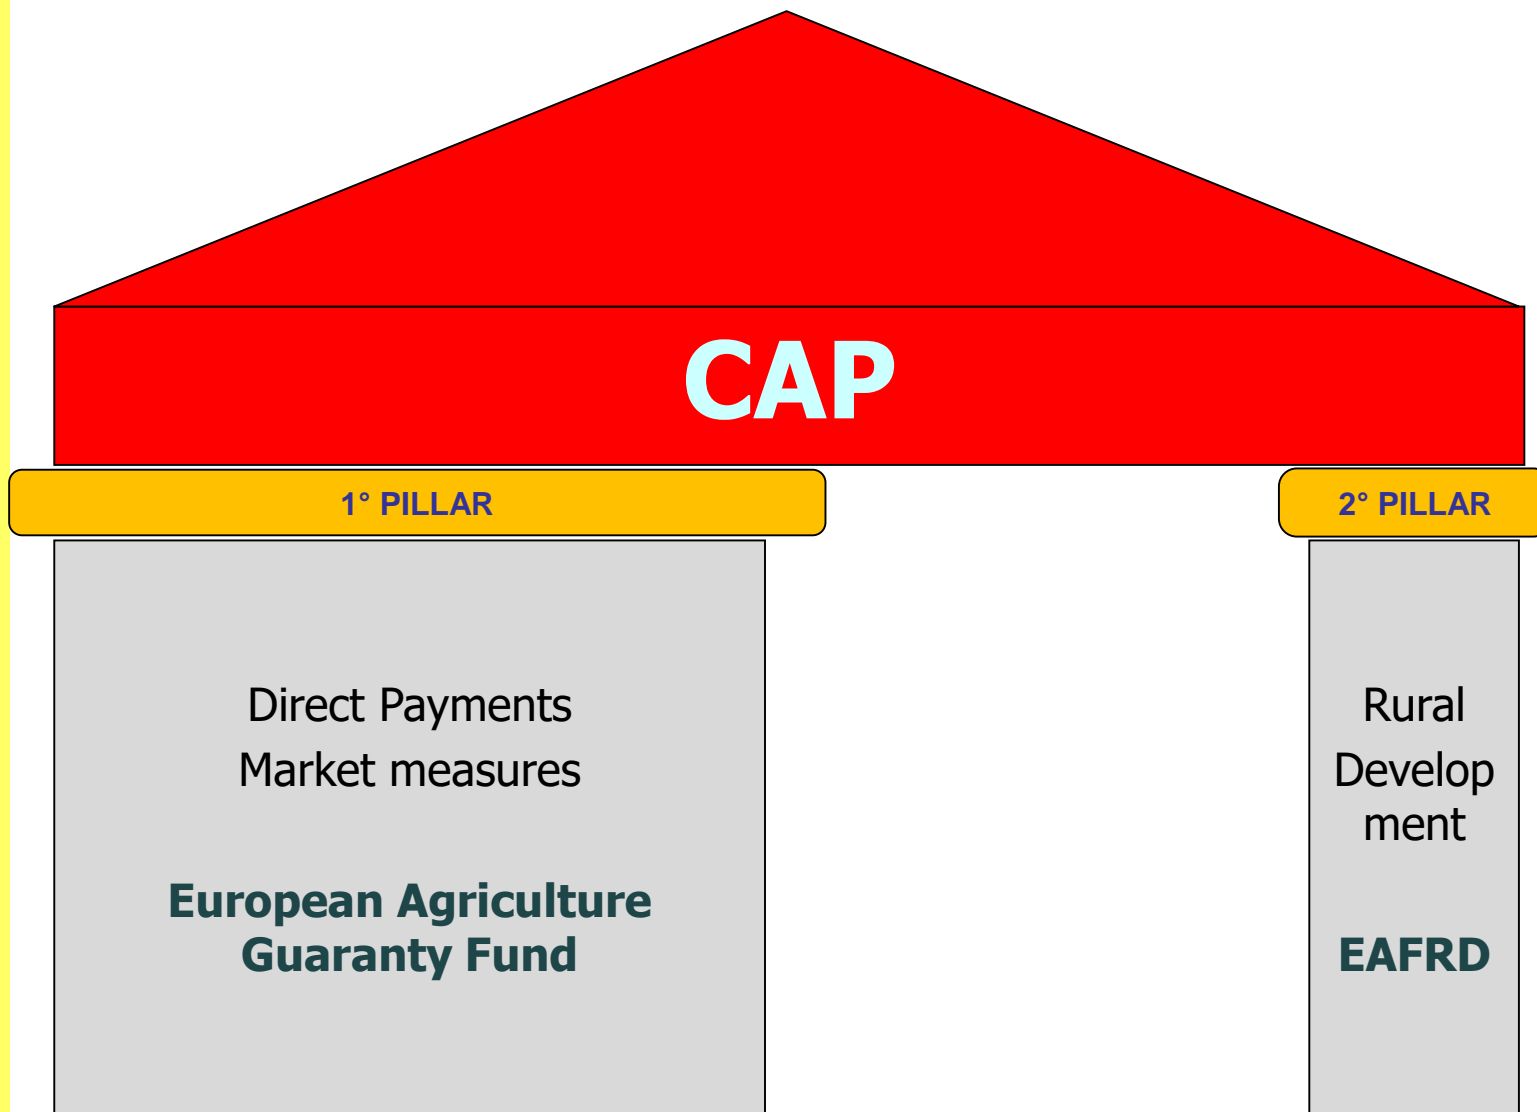 CAP
1° PILLAR
2° PILLAR
Direct Payments
Market measures
European Agriculture
Guaranty Fund
Rural
Develop
ment
EAFRD